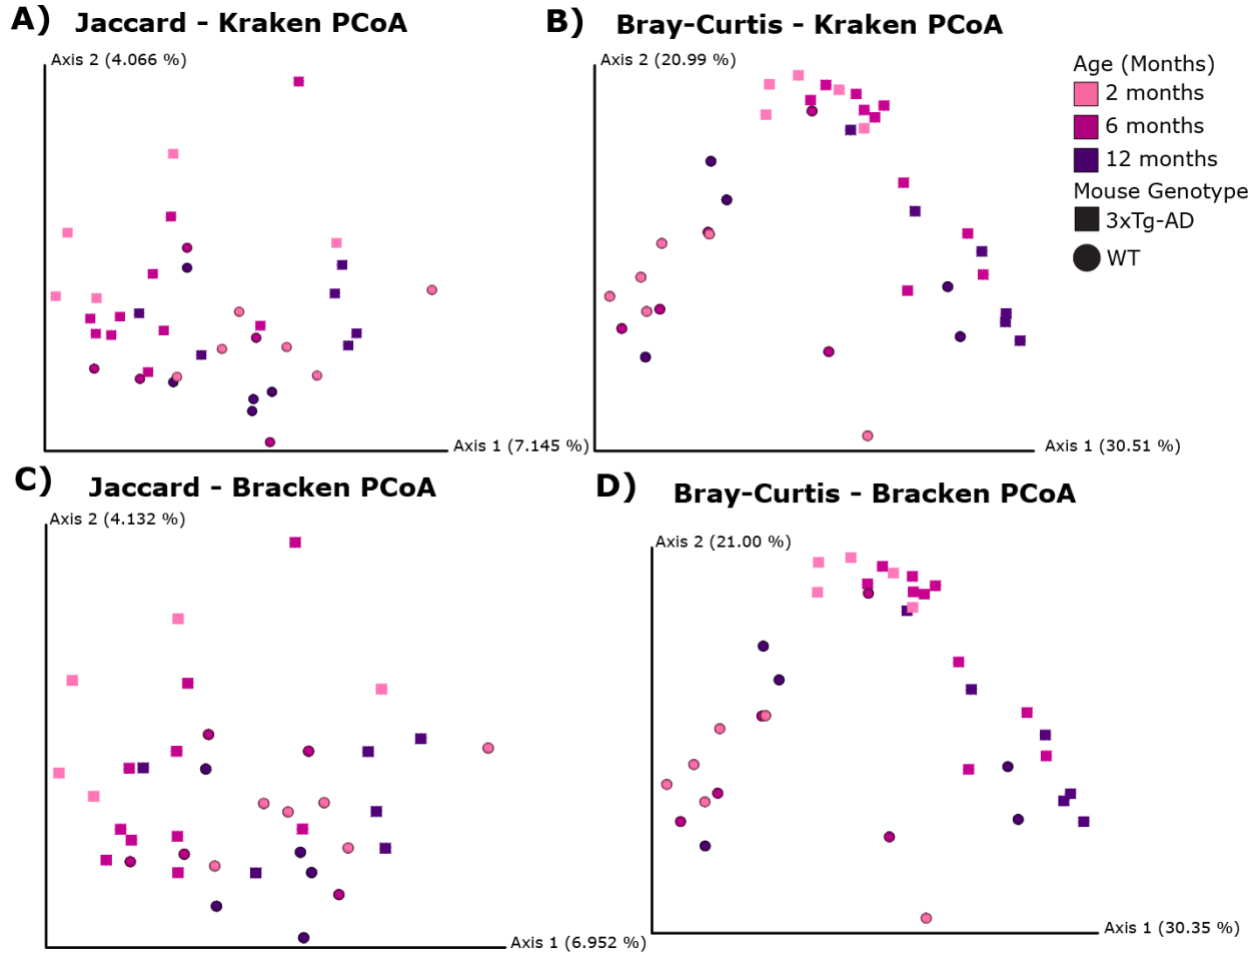 A) Jaccard - Kraken PCoA
Axis 2 (4.066 %)
Axis 1 (7.145 %)
B) Bray-Curtis - Kraken PCoA
Axis 2 (20.99 %)
Axis 1 (30.51 %)
Age (Months)
2 months
6 months
12 months
Mouse Genotype
3xTg-AD
WT
C) Jaccard - Bracken PCoA
Axis 2 (4.132 %)
Axis 1 (6.952 %)
D) Bray-Curtis - Bracken PCoA
Axis 2 (21.00 %)
Axis 1 (30.35 %)